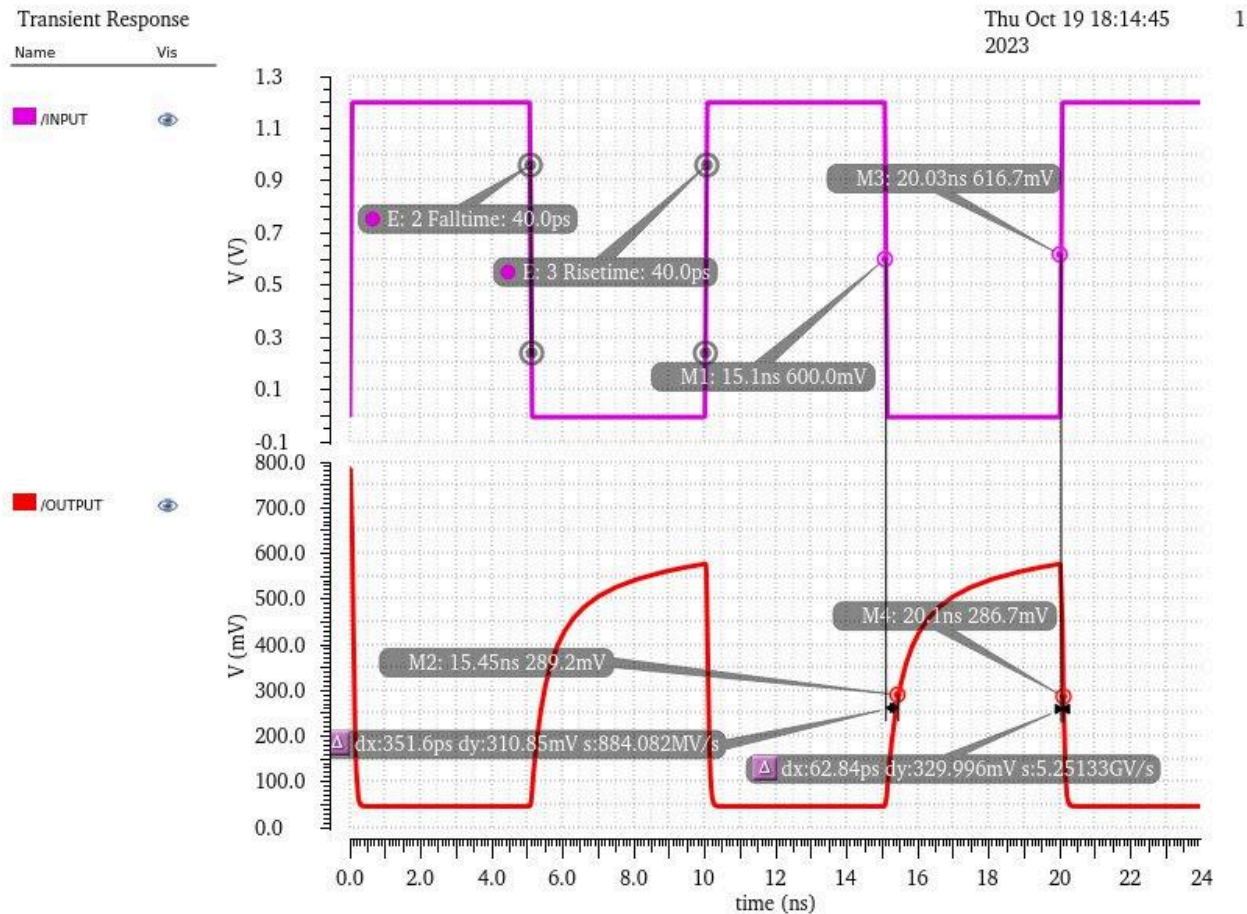 Transient Response
Thu Oct 19 18:14:45 1
2023
Name Vis
/INPUT
1.3
1.1
0.9
0.7
0.5
0.3
0.1
-0.1
V (V)
M3: 20.03ns 616.7mV
E: 2 Falltime: 40.0ps
E: 3 Risetime: 40.0ps
M1: 15.1ns 600.0mV
/OUTPUT
800.0
700.0
600.0
500.0
400.0
300.0
200.0
100.0
0.0
V (mV)
M4: 20.1ns 286.7mV
M2: 15.45ns 289.2mV
Δ dx:351.6ps dy:310.85mV s:884.082MV/s
Δ dx:62.84ps dy:329.996mV s:5.25133GV/s
0.0 2.0 4.0 6.0 8.0 10 12 14 16 18 20 22 24
time (ns)